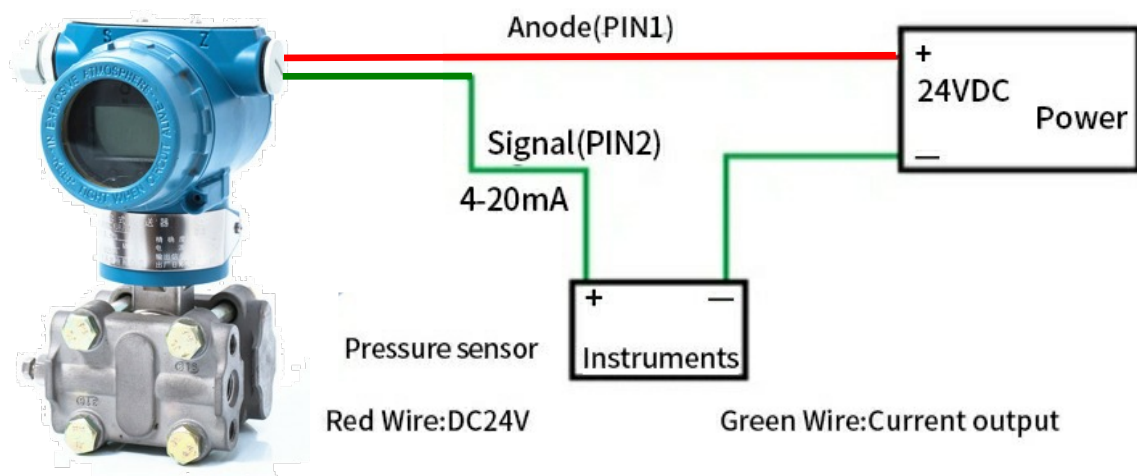 S Z
Anode(PIN1)
+
24VDC
Power
—
Signal(PIN2)
4-20mA
+ —
Instruments
Pressure sensor
Red Wire:DC24V
Green Wire:Current output